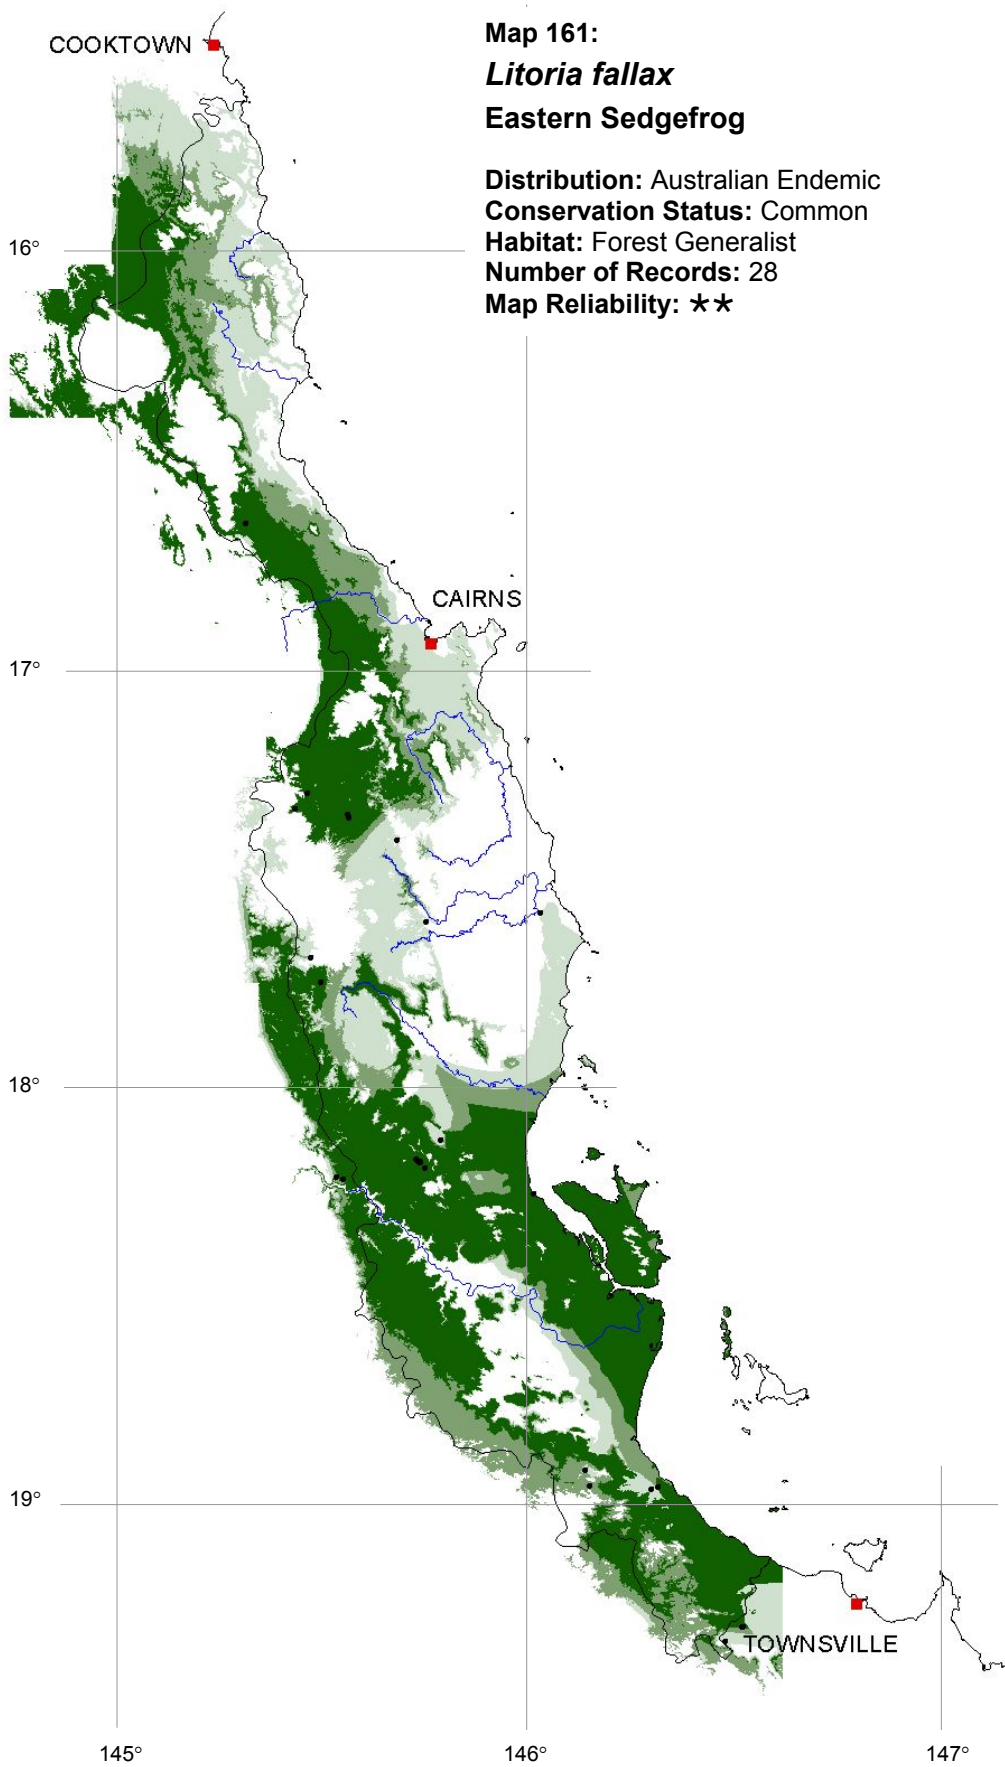 Map 161:
Litoria fallax
Eastern Sedgefrog
Distribution: Australian Endemic
Conservation Status: Common
Habitat: Forest Generalist
Number of Records: 28
Map Reliability: **
COOKTOWN
16°
CAIRNS
17°
18°
19°
TOWNSVILLE
145°
146°
147°